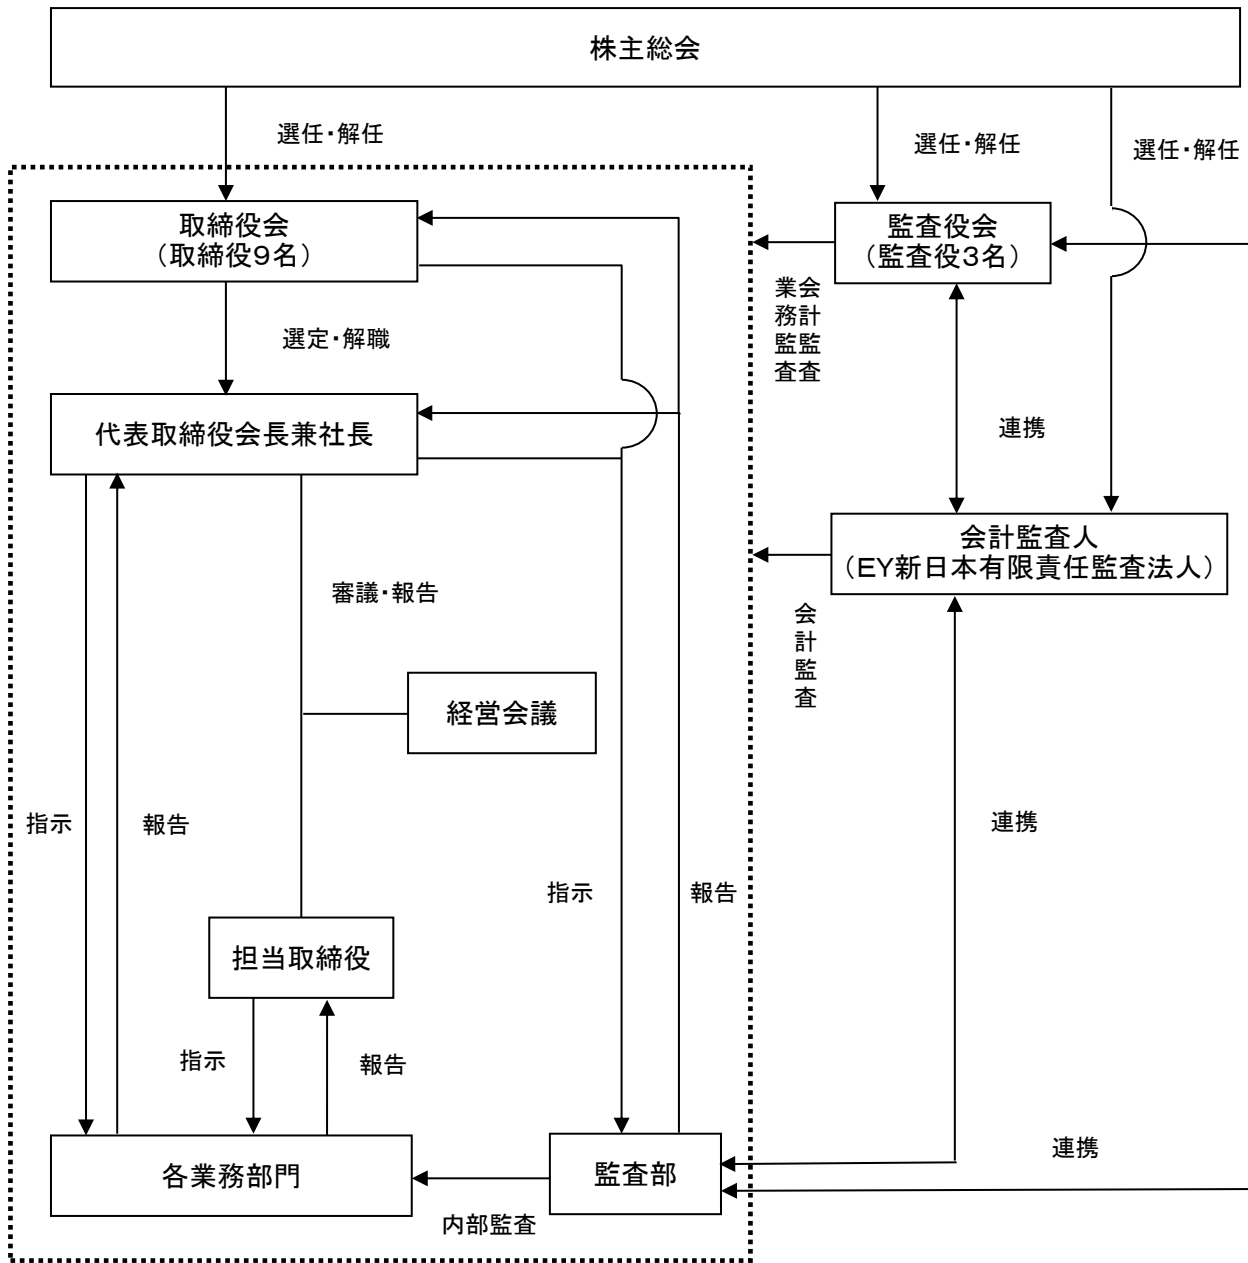 株主総会
選任・解任
選任・解任
選任・解任
取締役会
（取締役９名）
監査役会
（監査役３名）
業務監査
会計監査
選定・解職
代表取締役会長兼社長
連携
会計監査人
（EY新日本有限責任監査法人）
審議・報告
会計監査
経営会議
指示
報告
連携
指示
報告
担当取締役
指示
報告
連携
各業務部門
監査部
内部監査